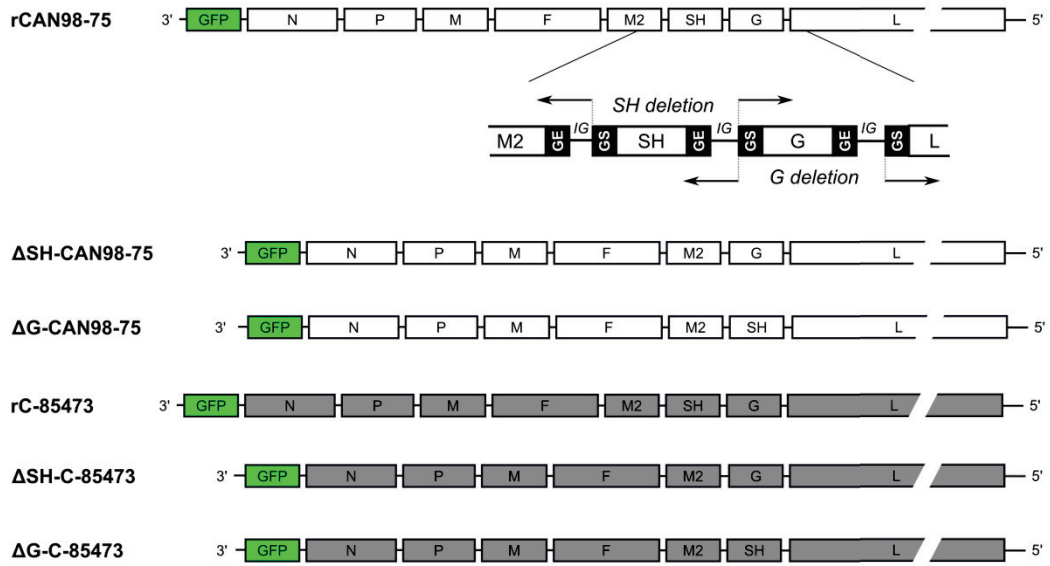 rCAN98-75 3' GFP N P M F M2 SH G L 5'
SH deletion
IG IG IG
M2 GE GS SH GE GS G GE GS L
G deletion
ΔSH-CAN98-75 3' GFP N P M F M2 G L 5'
ΔG-CAN98-75 3' GFP N P M F M2 SH L 5'
rC-85473 3' GFP N P M F M2 SH G L 5'
ΔSH-C-85473 3' GFP N P M F M2 G L 5'
ΔG-C-85473 3' GFP N P M F M2 SH L 5'